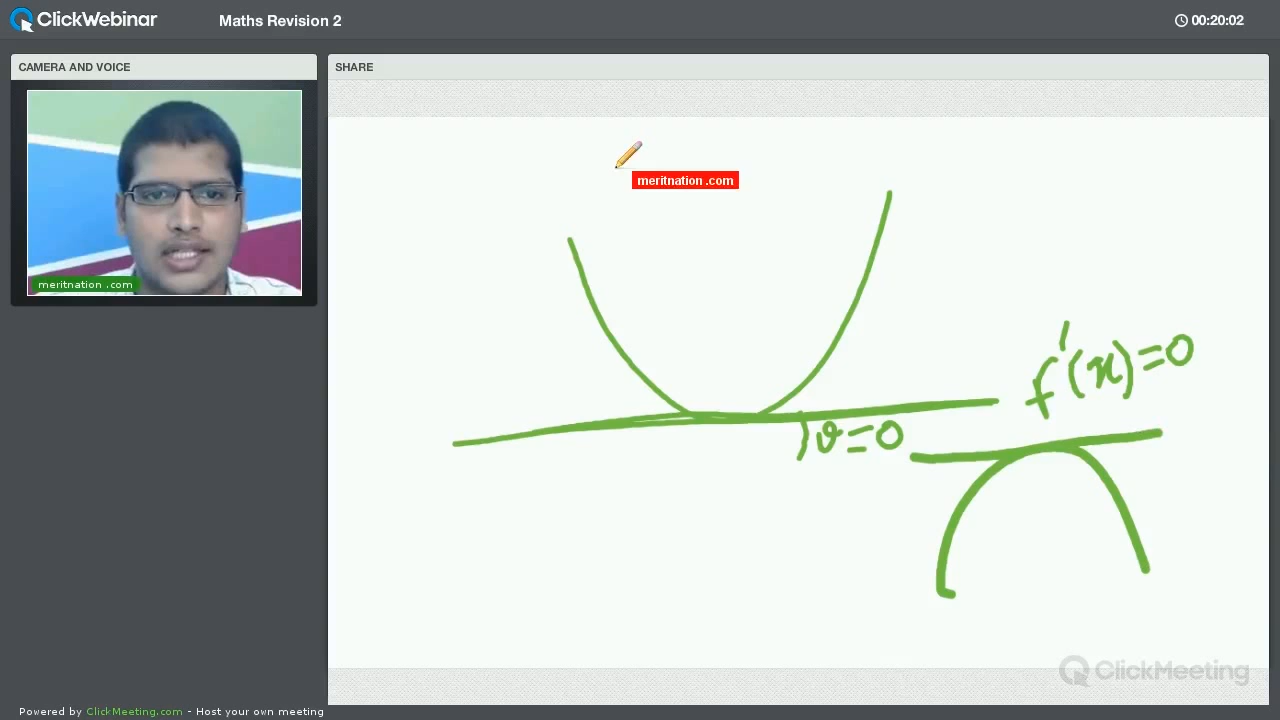 ClickWebinar
Maths Revision 2
00:20:02
CAMERA AND VOICE
SHARE
meritnation .com
meritnation .com
f'(x)=0
θ=0
ClickMeeting
Powered by ClickMeeting.com - Host your own meeting